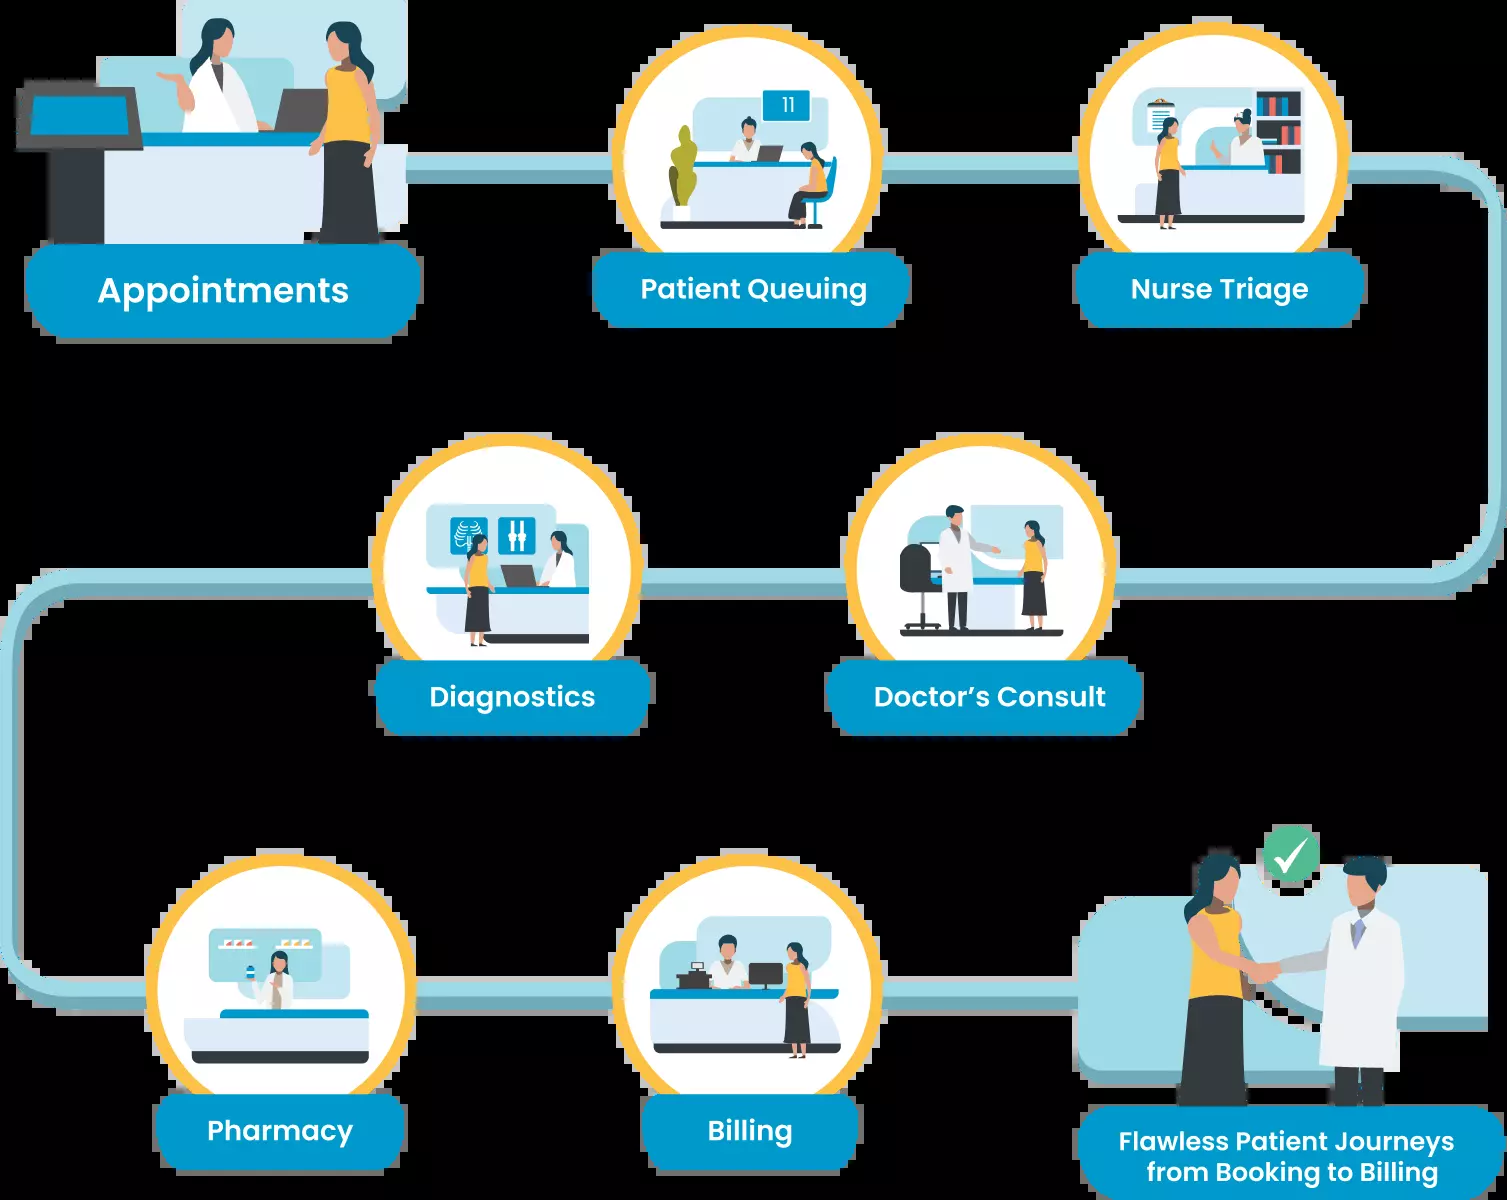 11
Appointments
Patient Queuing
Nurse Triage
Diagnostics
Doctor’s Consult
Pharmacy
Billing
Flawless Patient Journeys
from Booking to Billing